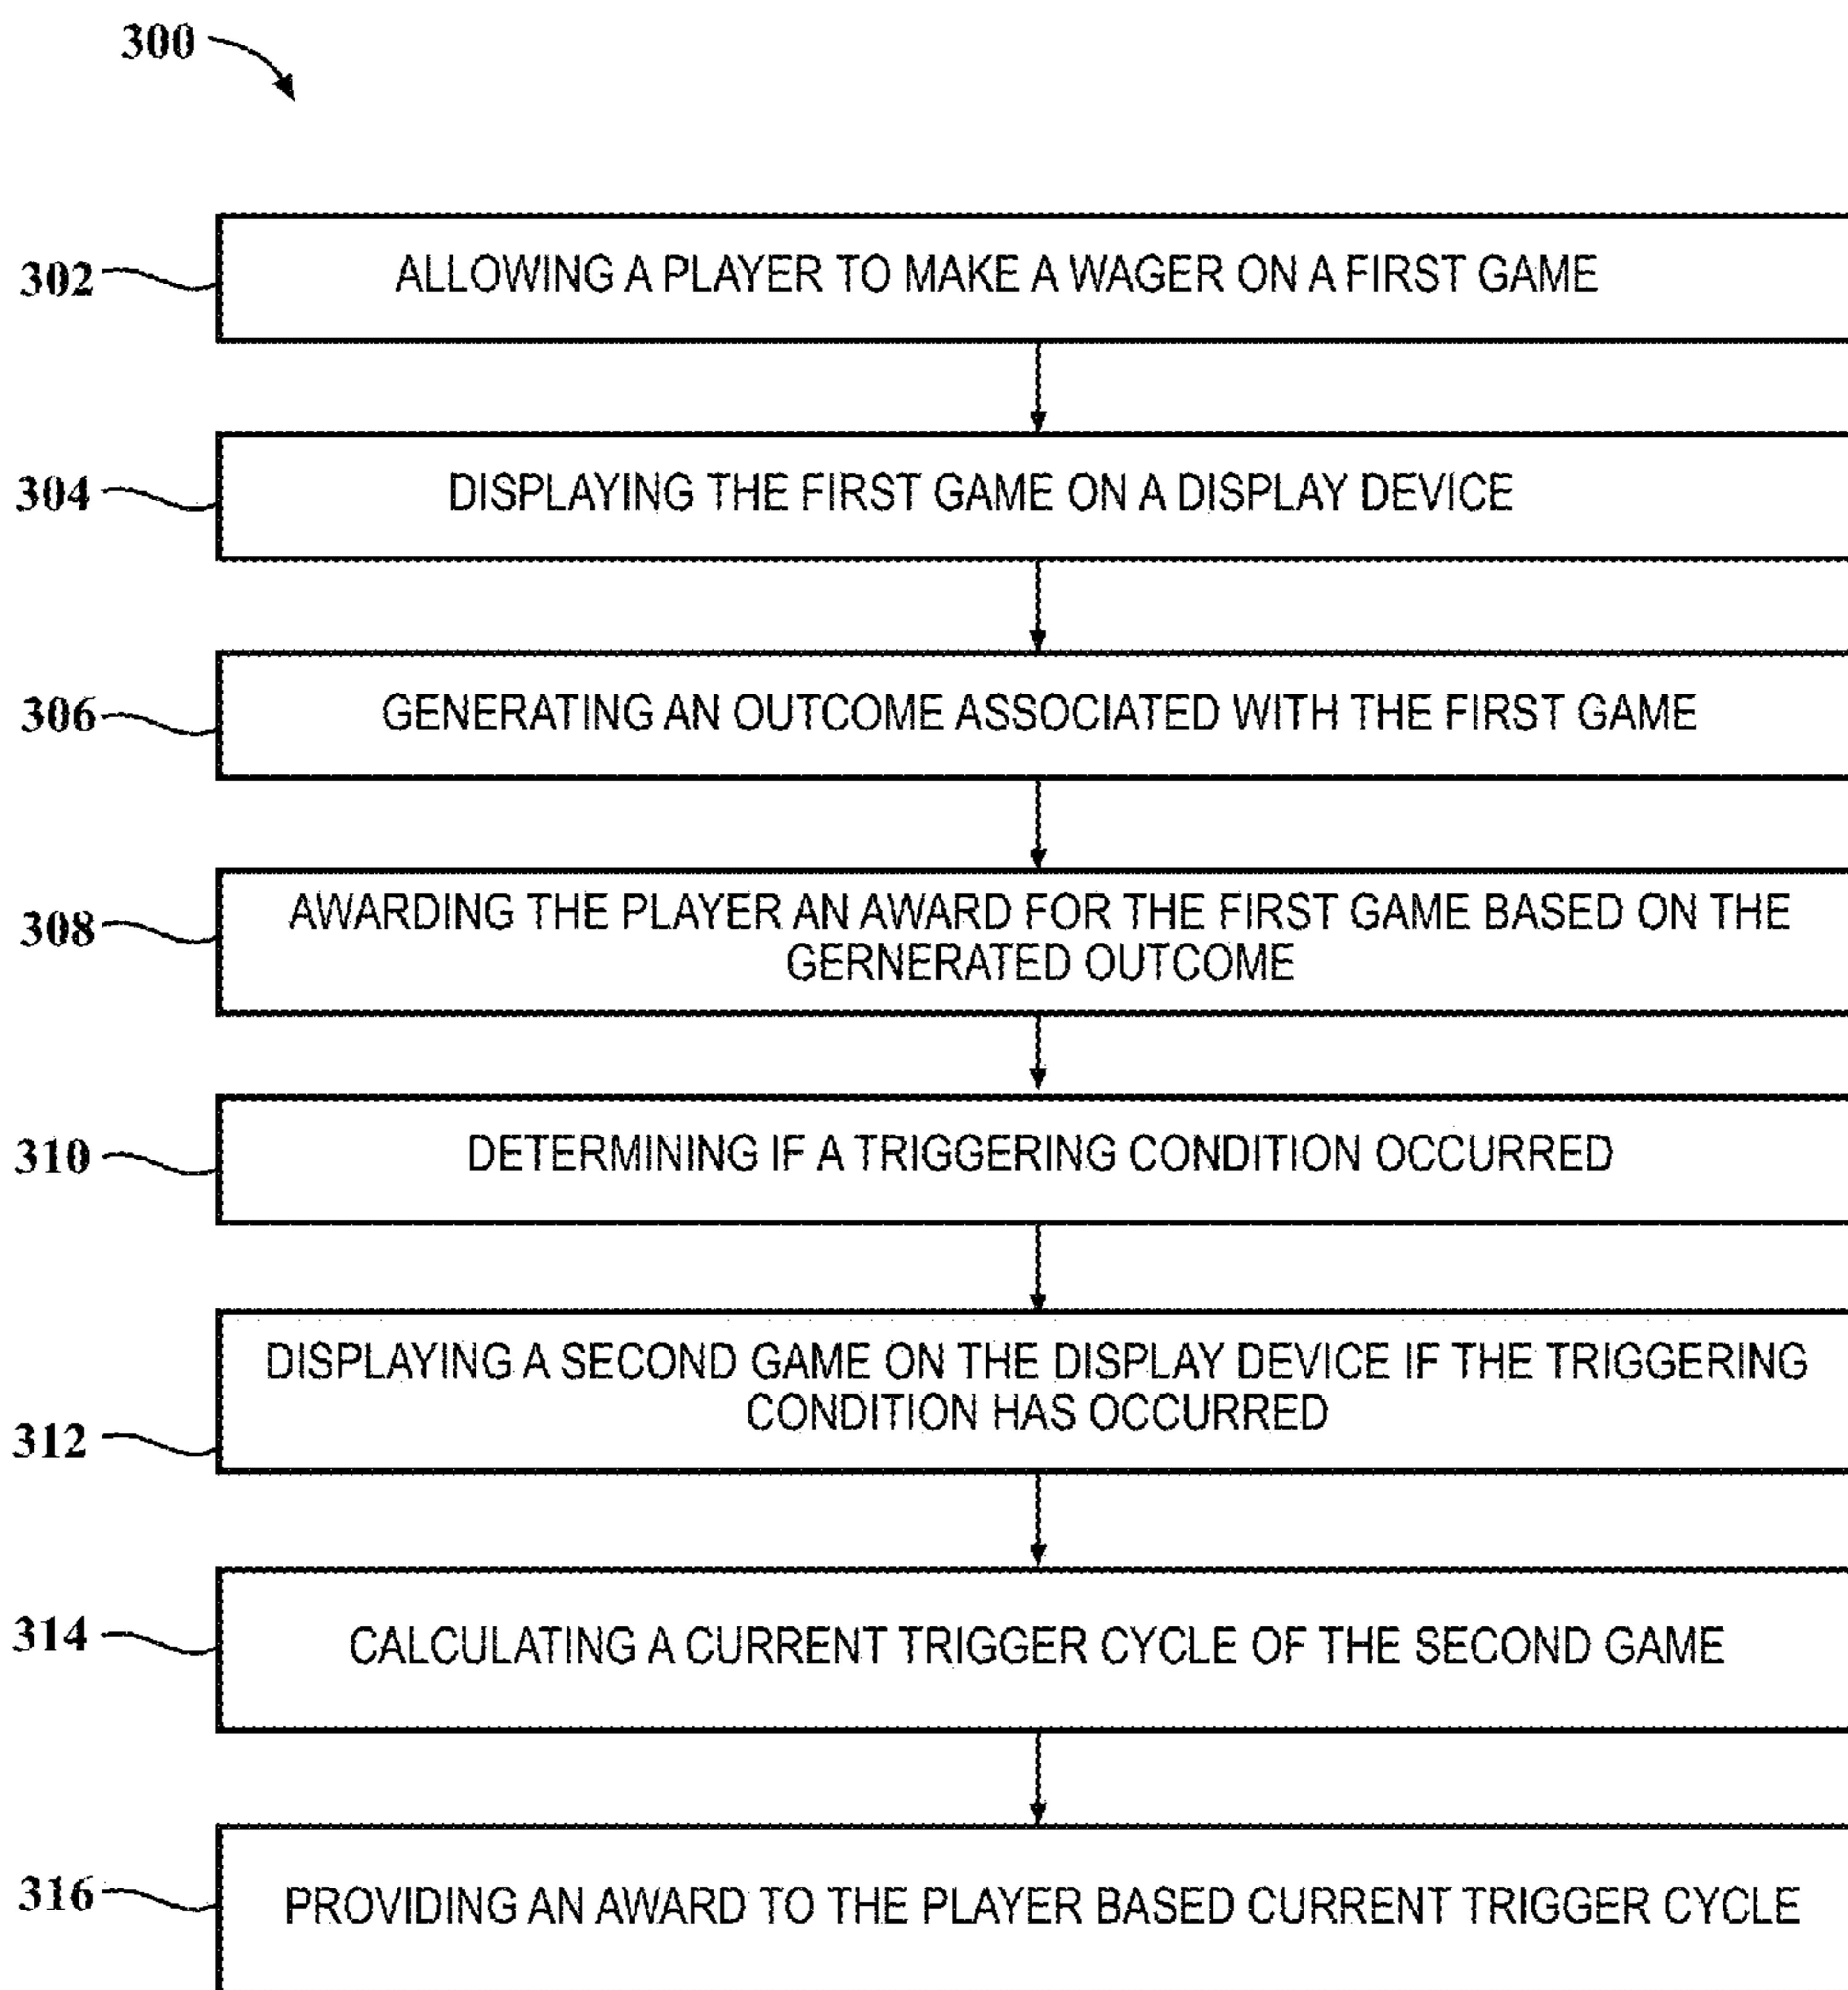 300
302
ALLOWING A PLAYER TO MAKE A WAGER ON A FIRST GAME
304
DISPLAYING THE FIRST GAME ON A DISPLAY DEVICE
306
GENERATING AN OUTCOME ASSOCIATED WITH THE FIRST GAME
308
AWARDING THE PLAYER AN AWARD FOR THE FIRST GAME BASED ON THE
GERNERATED OUTCOME
310
DETERMINING IF A TRIGGERING CONDITION OCCURRED
312
DISPLAYING A SECOND GAME ON THE DISPLAY DEVICE IF THE TRIGGERING
CONDITION HAS OCCURRED
314
CALCULATING A CURRENT TRIGGER CYCLE OF THE SECOND GAME
316
PROVIDING AN AWARD TO THE PLAYER BASED CURRENT TRIGGER CYCLE